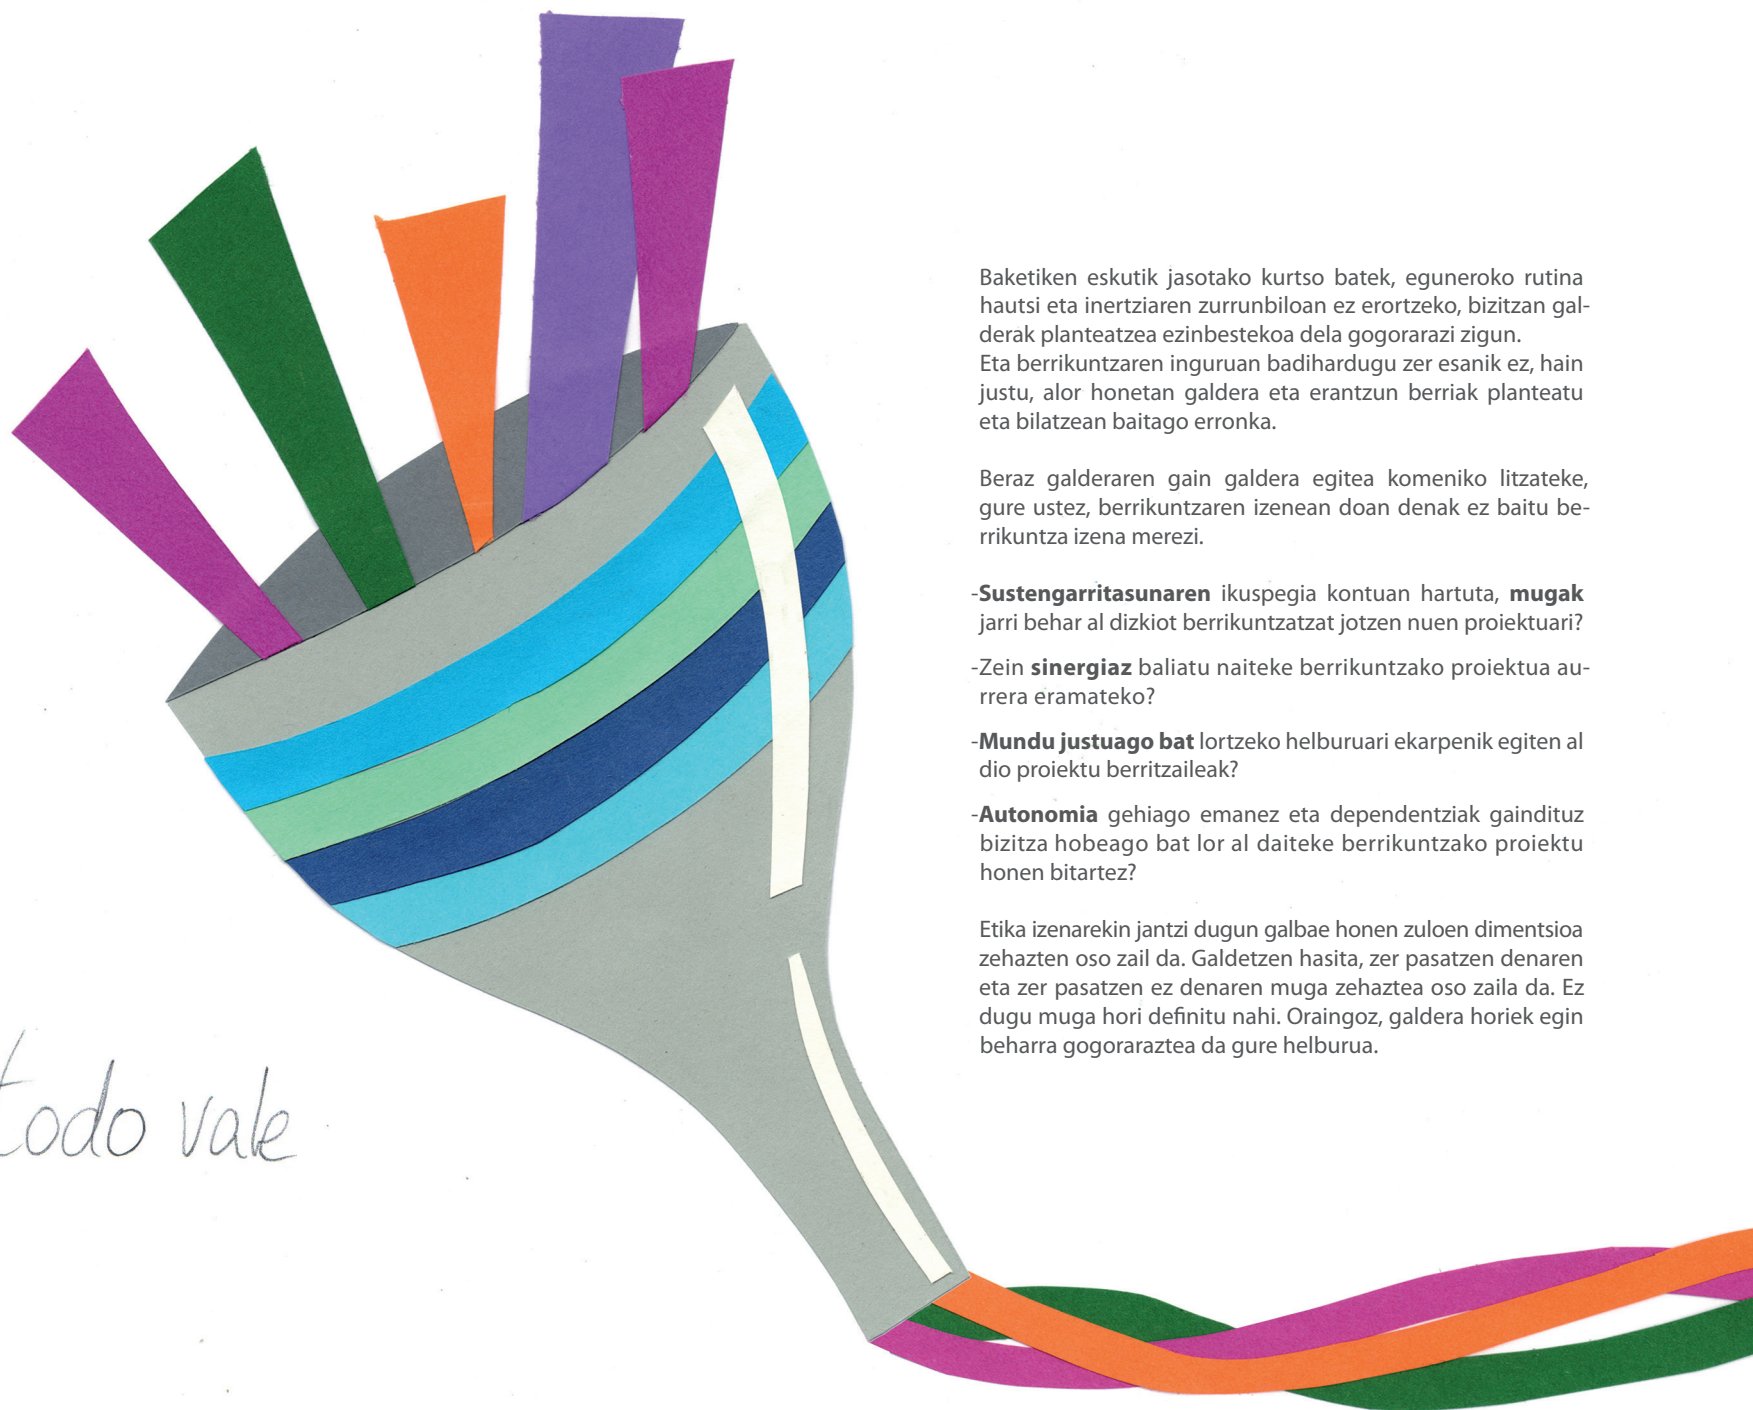 Baketiken eskutik jasotako kurtso batek, eguneroko rutina
hautsi eta inertziaren zurrunbiloan ez erortzeko, bizitzan gal-
derak planteatzea ezinbestekoa dela gogorarazi zigun.
Eta berrikuntzaren inguruan badihardugu zer esanik ez, hain
justu, alor honetan galdera eta erantzun berriak planteatu
eta bilatzean baitago erronka.
Beraz galderaren gain galdera egitea komeniko litzateke,
gure ustez, berrikuntzaren izenean doan denak ez baitu be-
rrikuntza izena merezi.
-Sustengarritasunaren ikuspegia kontuan hartuta, mugak
jarri behar al dizkiot berrikuntzatzat jotzen nuen proiektuari?
-Zein sinergiaz baliatu naiteke berrikuntzako proiektua au-
rrera eramateko?
-Mundu justuago bat lortzeko helburuari ekarpenik egiten al
dio proiektu berritzaileak?
-Autonomia gehiago emanez eta dependentziak gaindituz
bizitza hobeago bat lor al daiteke berrikuntzako proiektu
honen bitartez?
Etika izenarekin jantzi dugun galbae honen zuloen dimentsioa
zehazten oso zail da. Galdetzen hasita, zer pasatzen denaren
eta zer pasatzen ez denaren muga zehaztea oso zaila da. Ez
dugu muga hori definitu nahi. Oraingoz, galdera horiek egin
beharra gogoraraztea da gure helburua.
todo vale